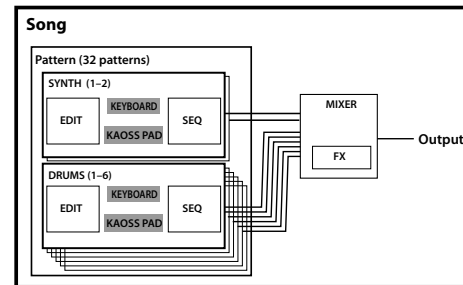 Song
Pattern (32 patterns)
SYNTH (1–2)
EDIT
KEYBOARD
KAOSS PAD
SEQ
DRUMS (1–6)
EDIT
KEYBOARD
KAOSS PAD
SEQ
MIXER
FX
Output